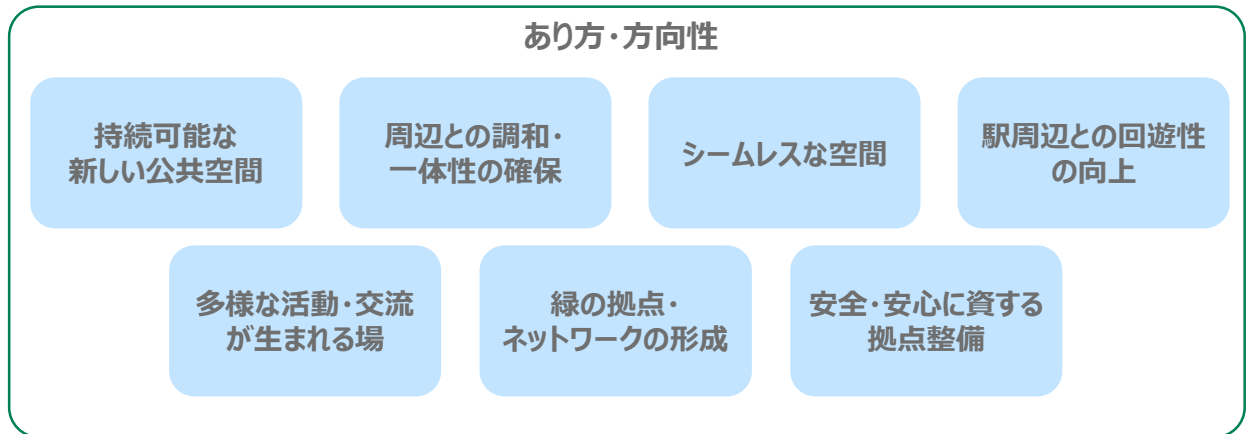 あり方・方向性
持続可能な
新しい公共空間
周辺との調和・
一体性の確保
シームレスな空間
駅周辺との回遊性
の向上
多様な活動・交流
が生まれる場
緑の拠点・
ネットワークの形成
安全・安心に資する
拠点整備